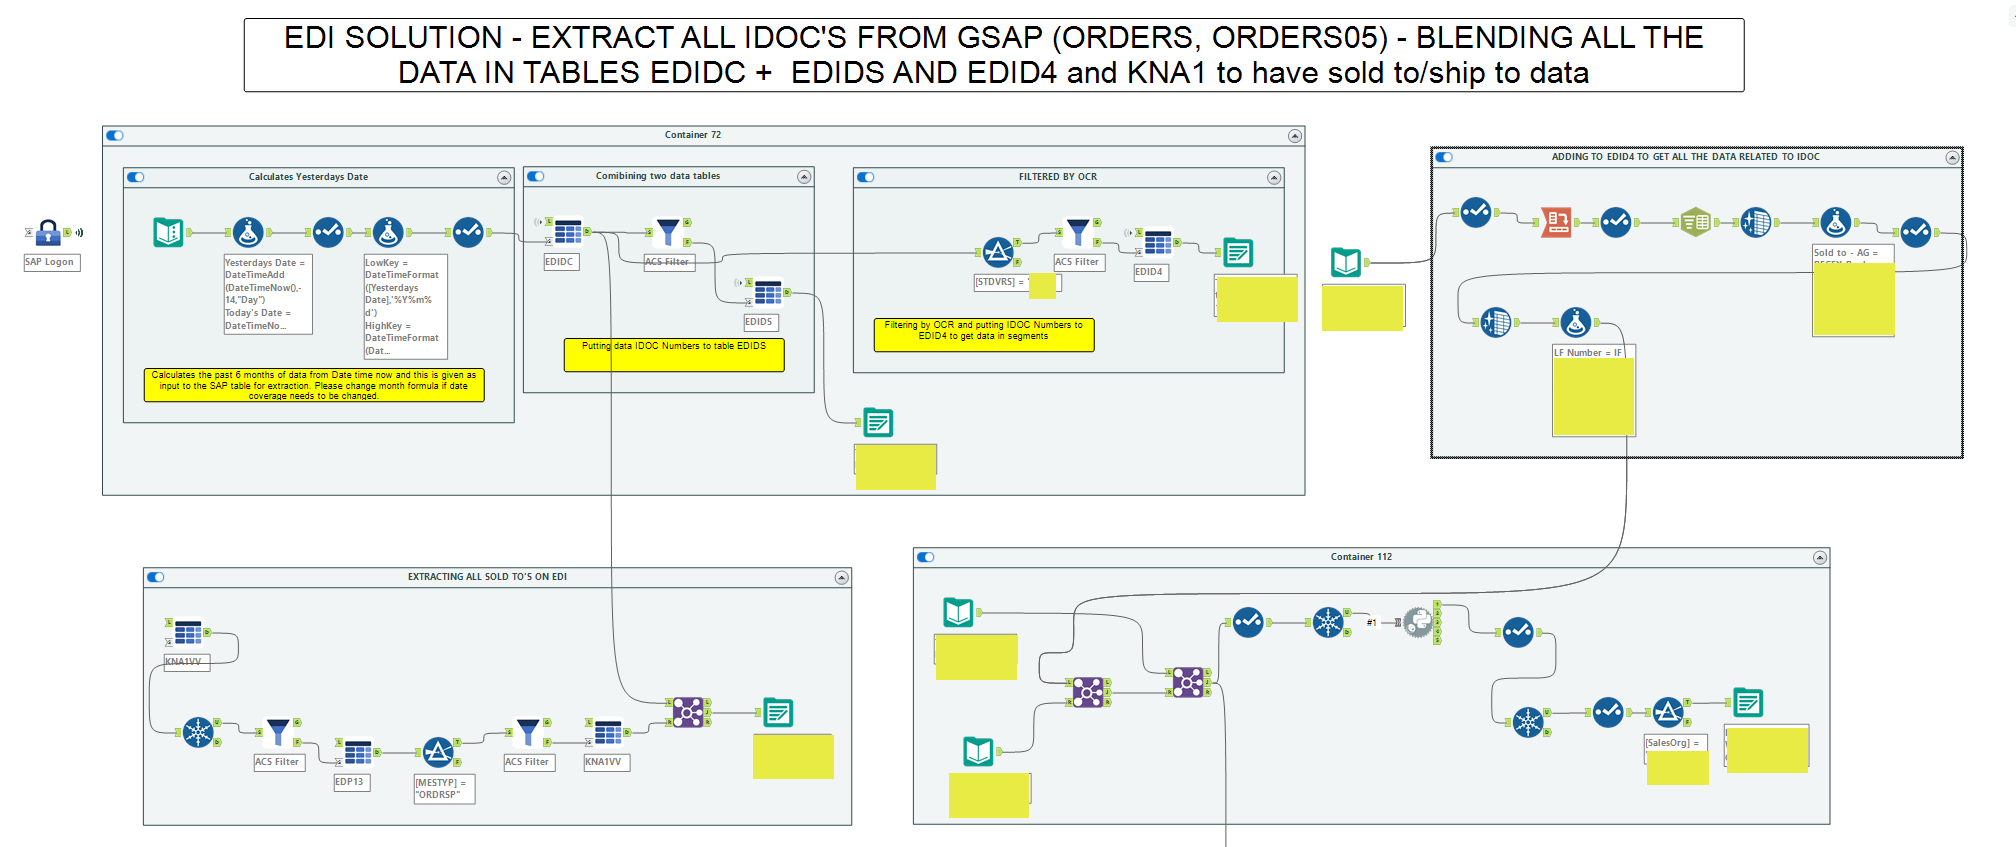 EDI SOLUTION - EXTRACT ALL IDOC'S FROM GSAP (ORDERS, ORDERS05) - BLENDING ALL THE
DATA IN TABLES EDIDC +  EDIDS AND EDID4 and KNA1 to have sold to/ship to data
Container 72
SAP Logon
Calculates Yesterdays Date
Yesterdays Date =
DateTimeAdd
(DateTimeNow(),-
14,"Day")
Today's Date =
DateTimeNo...
LowKey =
DateTimeFormat
([Yesterdays
Date],'%Y%m%
d')
HighKey =
DateTimeFormat
(Dat...
Calculates the past 6 months of data from Date time now and this is given as
input to the SAP table for extraction. Please change month formula if date
coverage needs to be changed.
Comibining two data tables
EDIDC
ACS Filter
EDIDS
Putting data IDOC Numbers to table EDIDS
FILTERED BY OCR
[STDVRS] =
ACS Filter
EDID4
Filtering by OCR and putting IDOC Numbers to
EDID4 to get data in segments
ADDING TO EDID4 TO GET ALL THE DATA RELATED TO IDOC
Sold to - AG =
LF Number = IF
EXTRACTING ALL SOLD TO'S ON EDI
KNA1VV
ACS Filter
EDP13
[MESTYP] =
"ORDRSP"
ACS Filter
KNA1VV
Container 112
#1
[SalesOrg] =